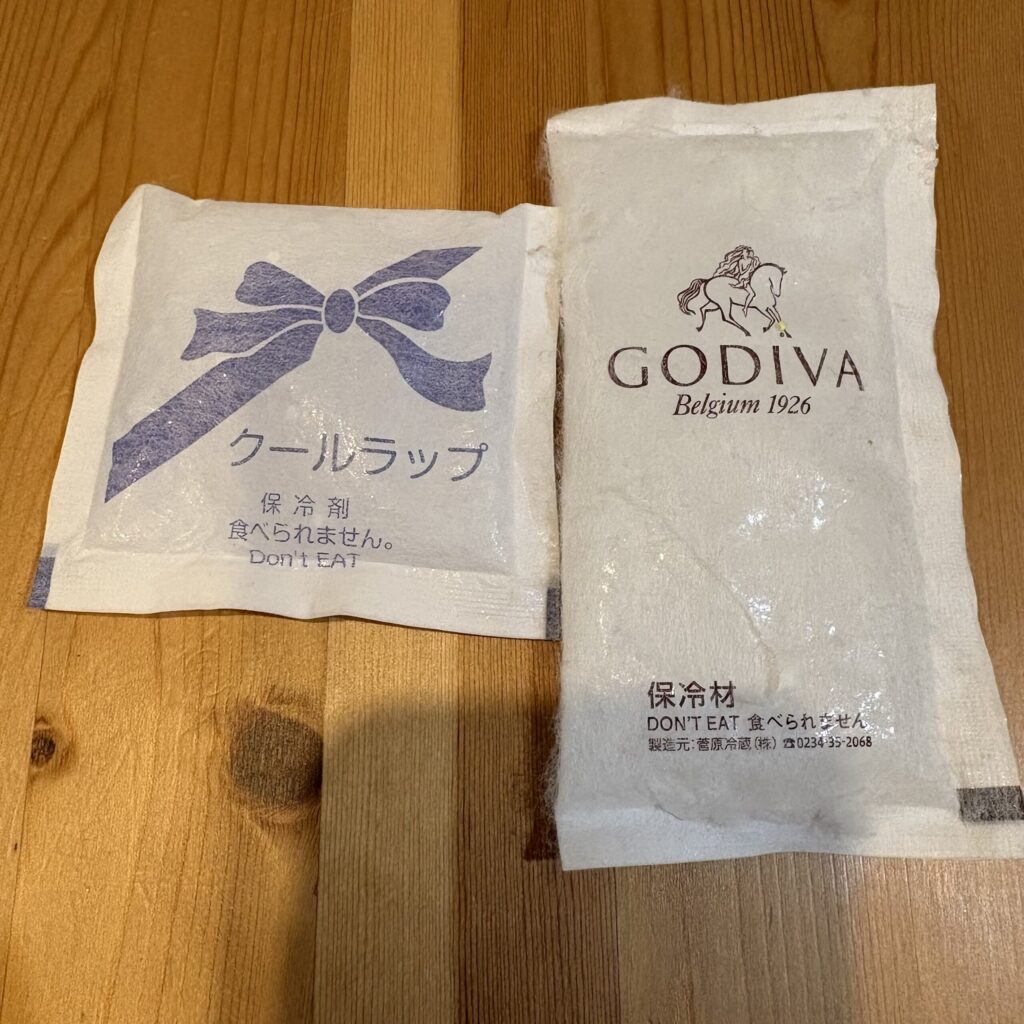 クールラップ
保冷剤
食べられません。
Don't EAT
GODIVA
Belgium 1926
保冷材
DON'T EAT 食べられません
製造元:菅原冷蔵(株) ☎0234-35-2068